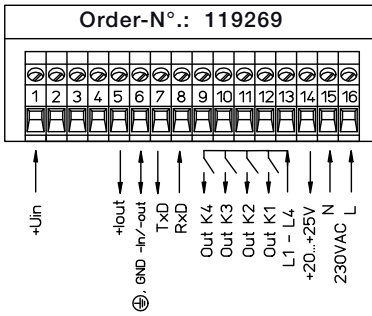 Order-N°.: 119269
1 2 3 4 5 6 7 8 9 10 11 12 13 14 15 16
+Uin
+Iout
, GND -In/-out
TxD
RxD
Out K4
Out K3
Out K2
Out K1
L1 - L4
+20...+25V
N
230VAC
L